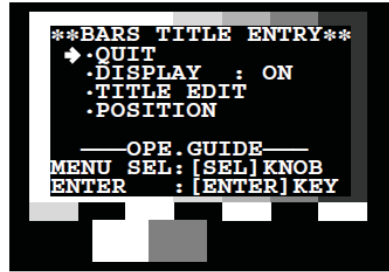 **BARS TITLE ENTRY**
➔·QUIT
·DISPLAY : ON
·TITLE EDIT
·POSITION
——OPE.GUIDE——
MENU SEL:[SEL]KNOB
ENTER :[ENTER]KEY